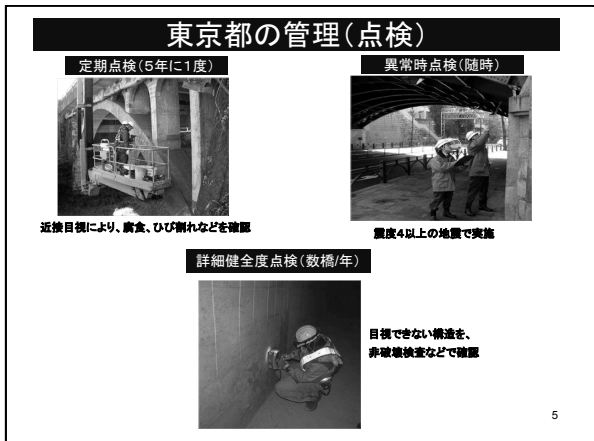 東京都の管理(点検)
定期点検(5年に1度)
異常時点検(随時)
近接目視により、腐食、ひび割れなどを確認
震度4以上の地震で実施
詳細健全度点検(数橋/年)
目視できない構造を、
非破壊検査などで確認
5